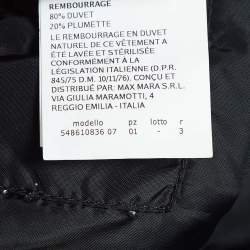 REMBOURRAGE
80% DUVET
20% PLUMETTE
LE REMBOURRAGE EN DUVET
NATUREL DE CE VÊTEMENT A
ÉTÉ LAVÉE ET STÉRILISÉE
CONFORMÉMENT À LA
LÉGISLATION ITALIENNE (D.P.R.
845/75 D.M. 10/11/76). CONÇU ET
DISTRIBUÉ PAR: MAX MARA S.R.L.
VIA GIULIA MARAMOTTI, 4
REGGIO EMILIA - ITALIA
modello pz lotto r
548610836 07 01 - 3